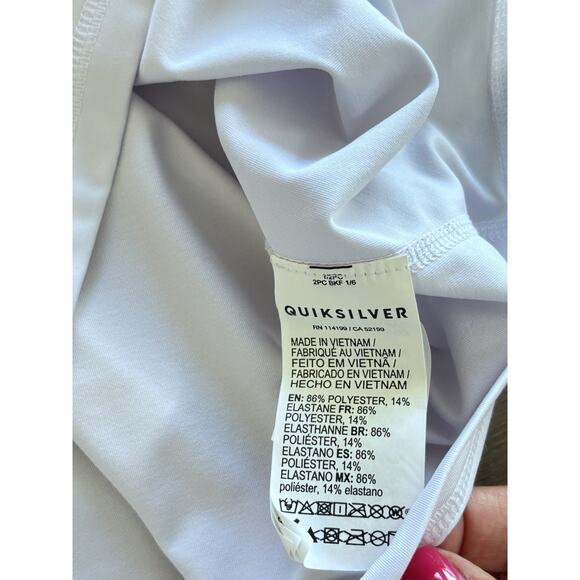 2PC BKF 1/6
QUIKSILVER
RN 114199 / CA 52199
MADE IN VIETNAM /
FABRIQUÉ AU VIETNAM /
FEITO EM VIETNÃ /
FABRICADO EN VIETNAM /
HECHO EN VIETNAM
EN: 86% POLYESTER, 14%
ELASTANE FR: 86%
POLYESTER, 14%
ELASTHANNE BR: 86%
POLIÉSTER, 14%
ELASTANO ES: 86%
POLIÉSTER, 14%
ELASTANO MX: 86%
poliéster, 14% elastano